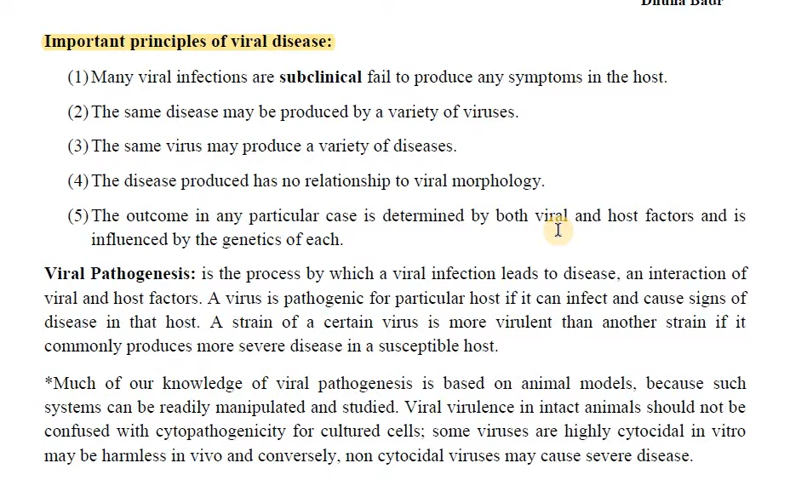 Dhuha Badr
Important principles of viral disease:
(1) Many viral infections are subclinical fail to produce any symptoms in the host.
(2) The same disease may be produced by a variety of viruses.
(3) The same virus may produce a variety of diseases.
(4) The disease produced has no relationship to viral morphology.
(5) The outcome in any particular case is determined by both viral and host factors and is
influenced by the genetics of each.
Viral Pathogenesis: is the process by which a viral infection leads to disease, an interaction of
viral and host factors. A virus is pathogenic for particular host if it can infect and cause signs of
disease in that host. A strain of a certain virus is more virulent than another strain if it
commonly produces more severe disease in a susceptible host.
*Much of our knowledge of viral pathogenesis is based on animal models, because such
systems can be readily manipulated and studied. Viral virulence in intact animals should not be
confused with cytopathogenicity for cultured cells; some viruses are highly cytocidal in vitro
may be harmless in vivo and conversely, non cytocidal viruses may cause severe disease.